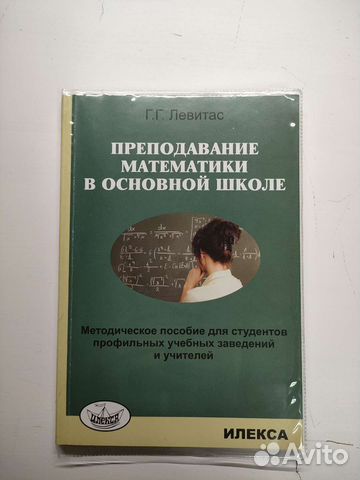 Г.Г. Левитас
ПРЕПОДАВАНИЕ
МАТЕМАТИКИ
В ОСНОВНОЙ ШКОЛЕ
Методическое пособие для студентов
профильных учебных заведений
и учителей
ИЛЕКСА
ИЛЕКСА
Avito